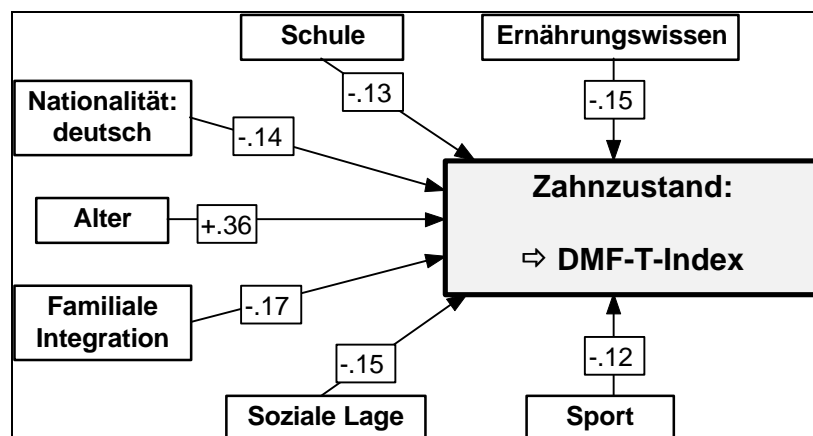 Schule
Ernährungswissen
-.13
-.15
Nationalität:
deutsch
-.14
Zahnzustand:
⇨ DMF-T-Index
Alter
+.36
Familiale
Integration
-.17
-.15
-.12
Soziale Lage
Sport